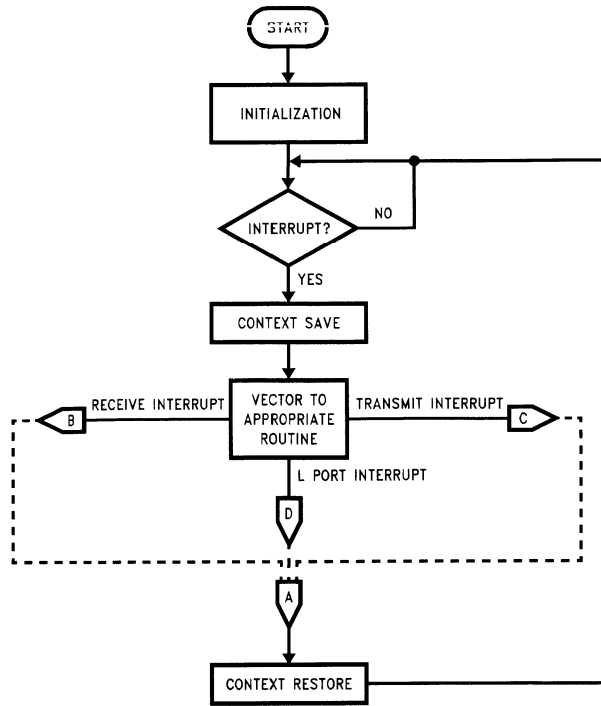 START
INITIALIZATION
INTERRUPT?
NO
YES
CONTEXT SAVE
RECEIVE INTERRUPT
B
VECTOR TO
APPROPRIATE
ROUTINE
TRANSMIT INTERRUPT
C
L PORT INTERRUPT
D
A
CONTEXT RESTORE